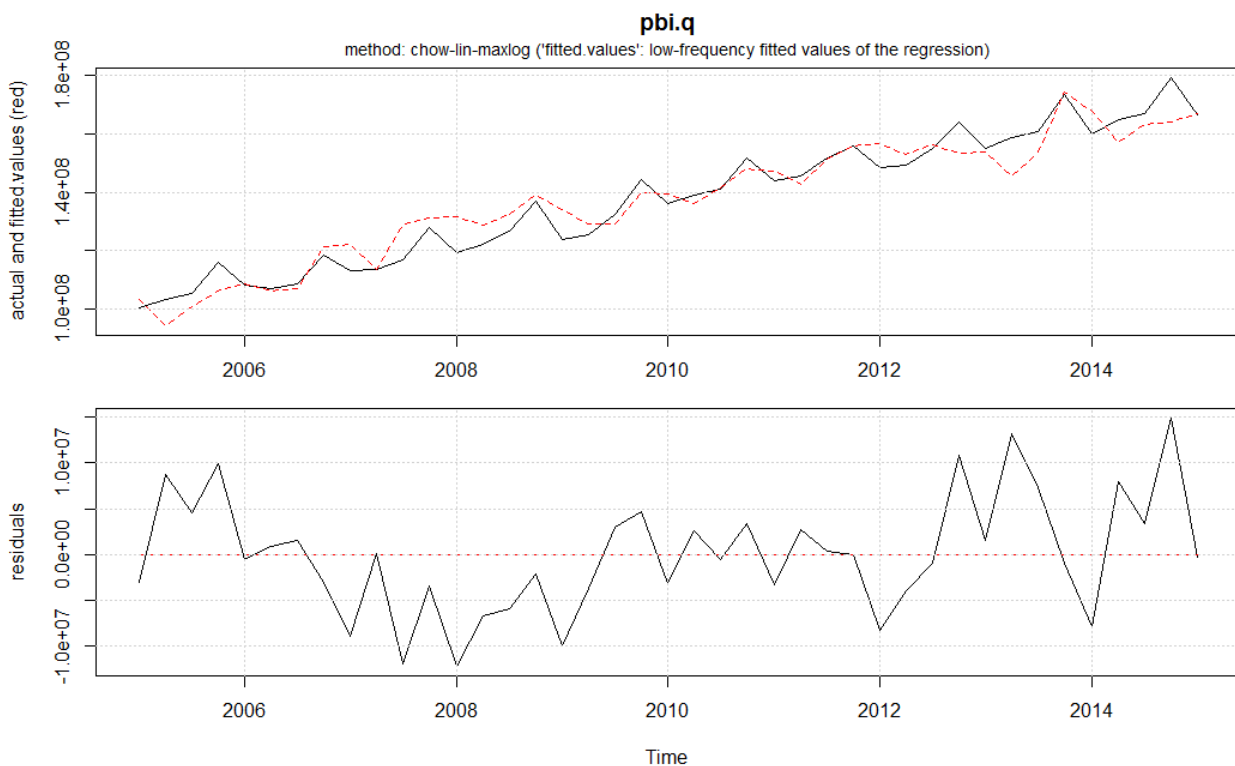 pbi.q
method: chow-lin-maxlog ('fitted.values': low-frequency fitted values of the regression)
actual and fitted values (red)
1.8e+08
1.4e+08
1.0e+08
2006 2008 2010 2012 2014
residuals
1.0e+07
0.0e+00
-1.0e+07
2006 2008 2010 2012 2014
Time